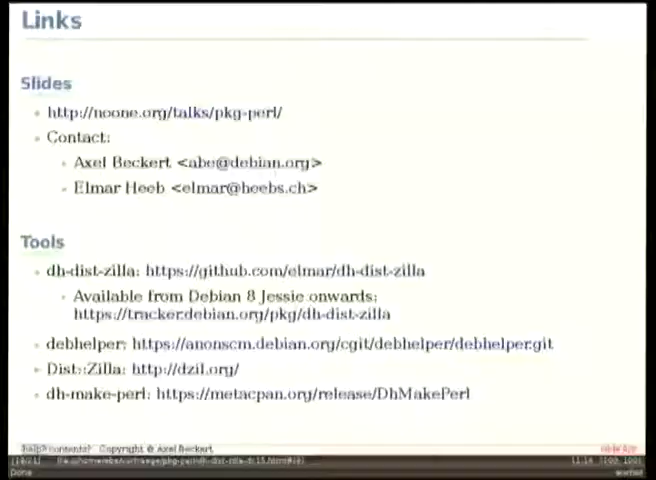 Links
Slides
http://noone.org/talks/pkg-perl/
Contact:
Axel Beckert <abe@debian.org>
Elmar Heeb <elmar@heebs.ch>
Tools
dh-dist-zilla: https://github.com/elmar/dh-dist-zilla
Available from Debian 8 Jessie onwards:
https://tracker.debian.org/pkg/dh-dist-zilla
debhelper: https://anonscm.debian.org/cgit/debhelper/debhelper.git
Dist::Zilla: http://dzil.org/
dh-make-perl: https://metacpan.org/release/DhMakePerl
help? contents? Copyright © Axel Beckert
Done